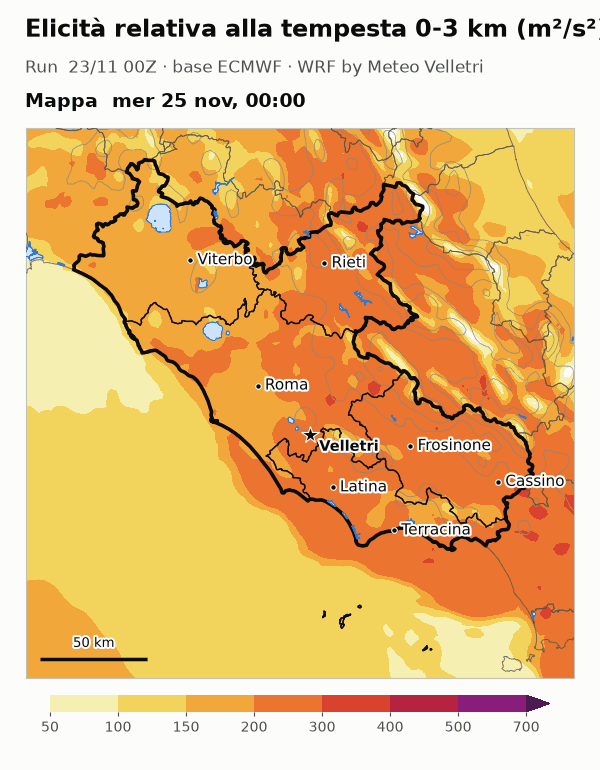 Elicità relativa alla tempesta 0-3 km (m²/s²)
Run 23/11 00Z · base ECMWF · WRF by Meteo Velletri
Mappa mer 25 nov, 00:00
Viterbo
Rieti
Roma
Velletri
Frosinone
Cassino
Latina
Terracina
50 km
50 100 150 200 300 400 500 700